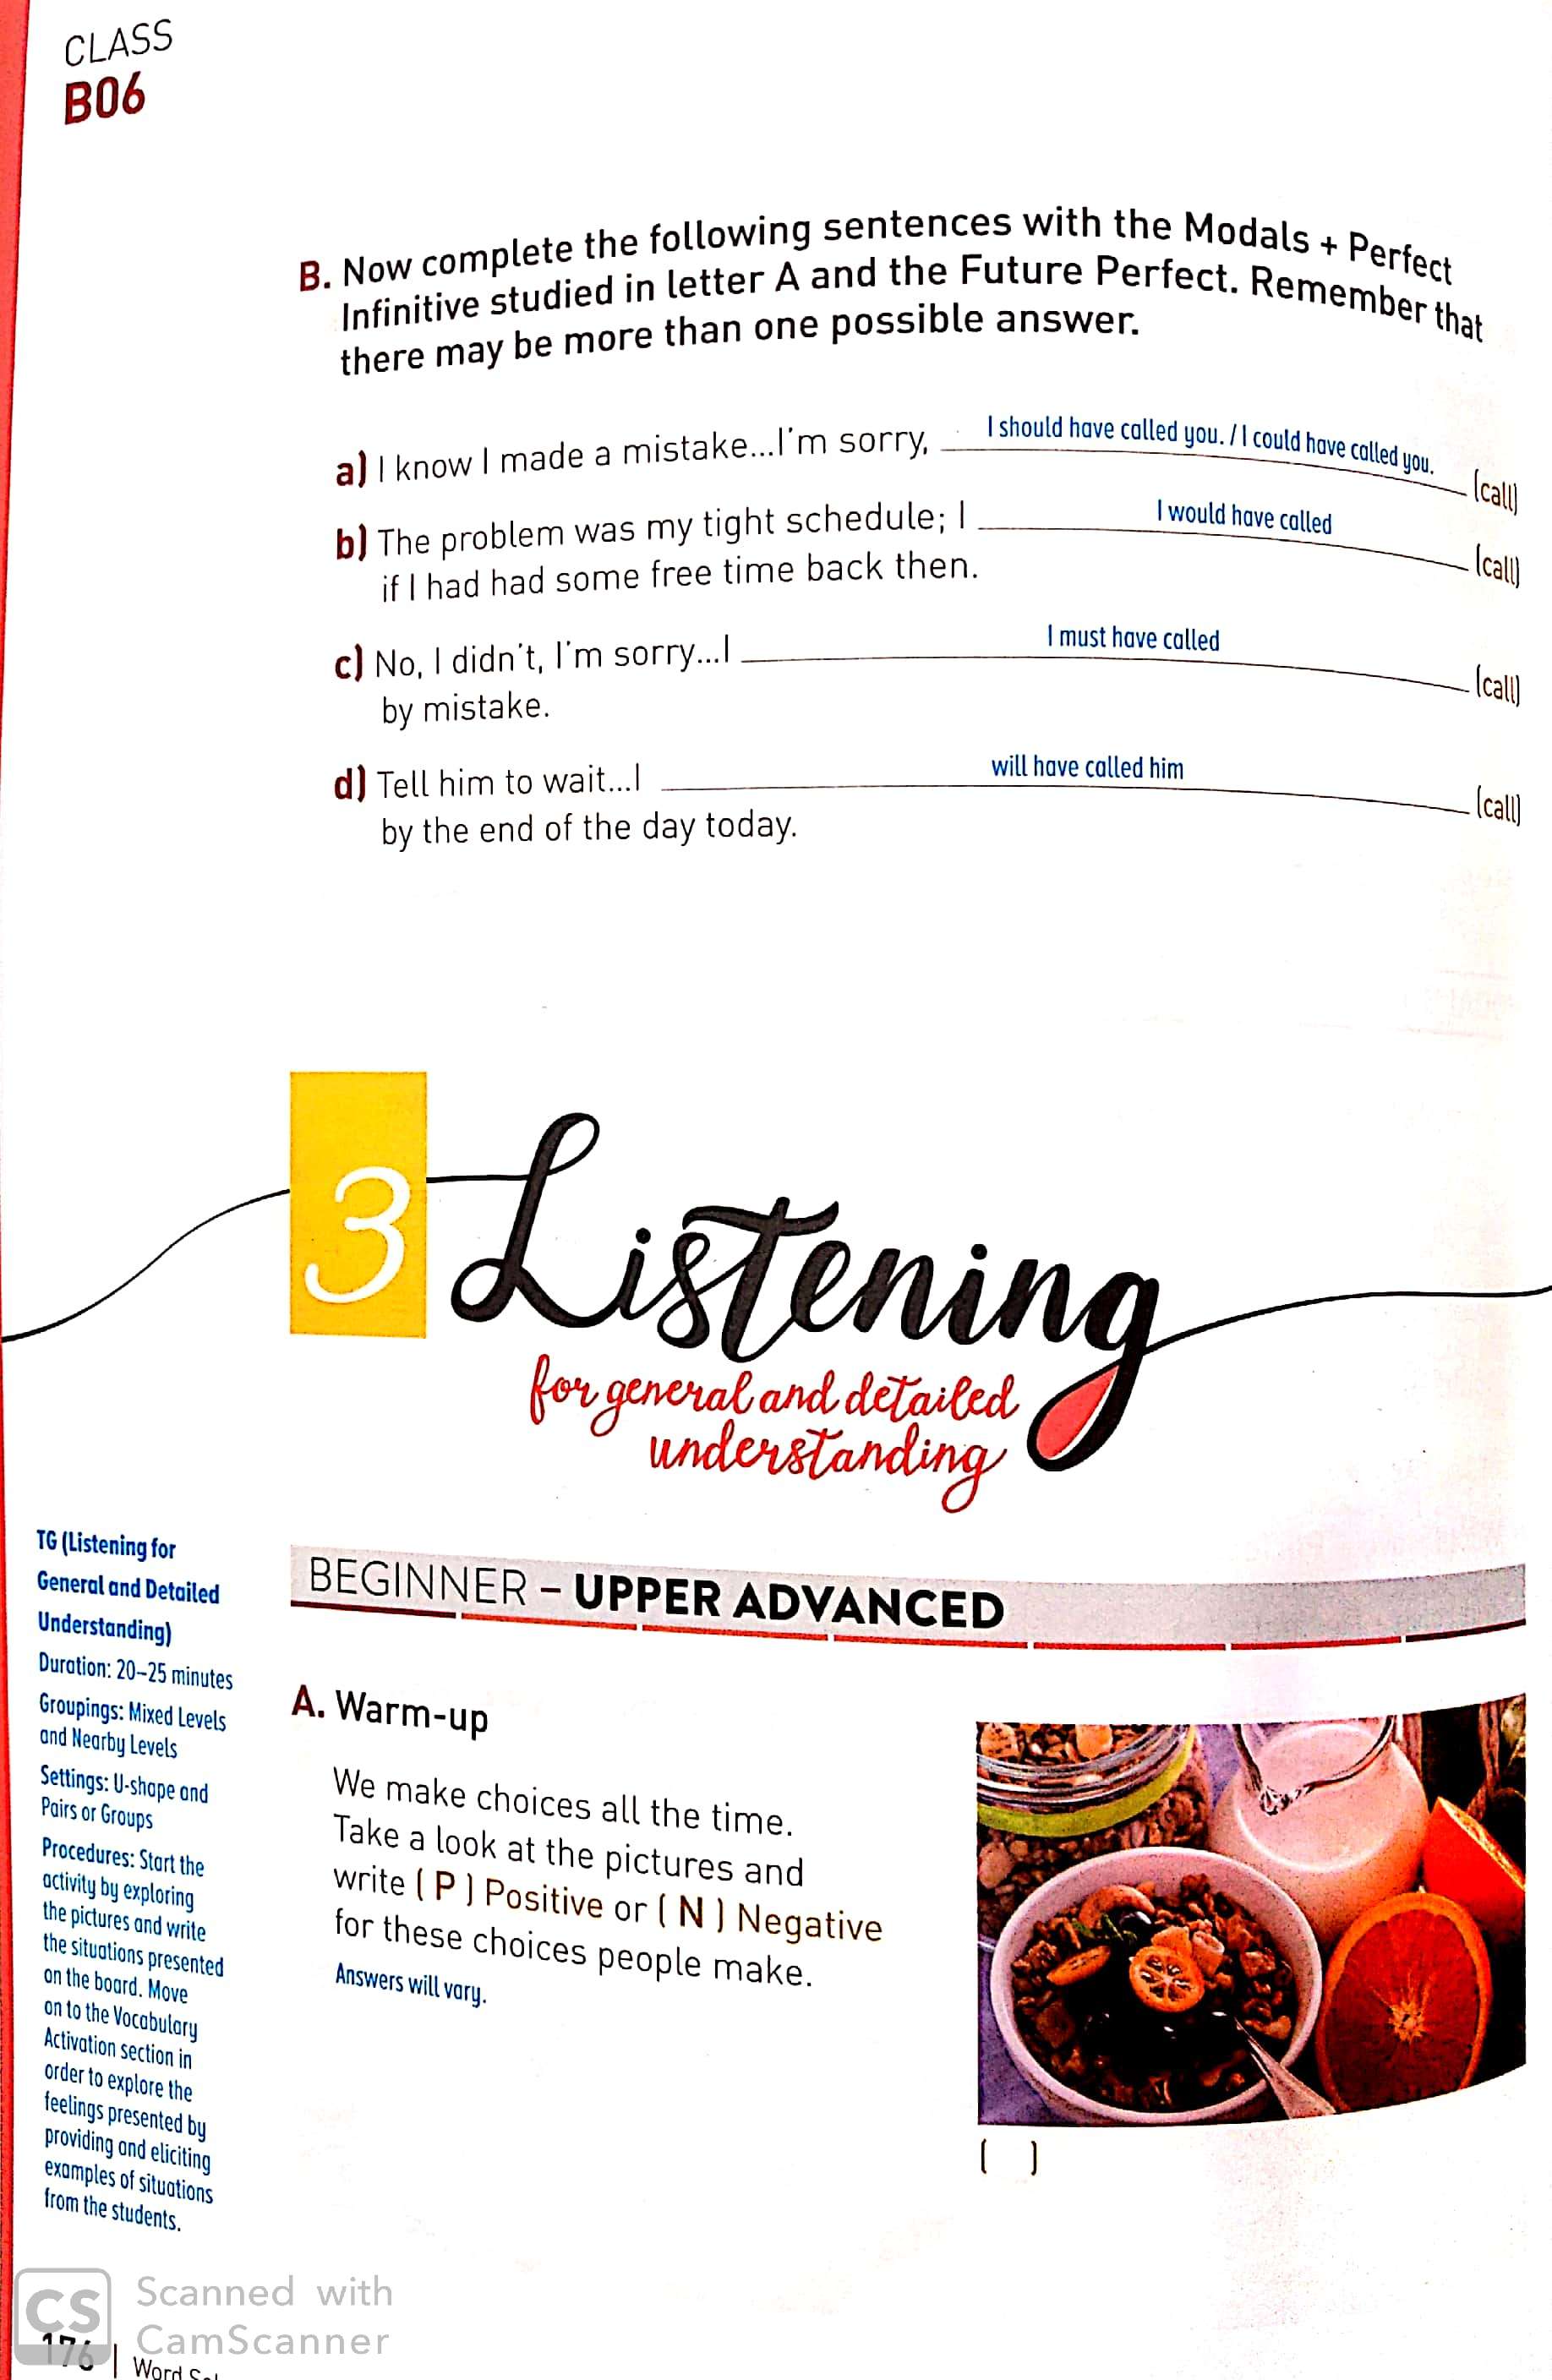 CLASS
B06
B. Now complete the following sentences with the Modals + Perfect
Infinitive studied in letter A and the Future Perfect. Remember that
there may be more than one possible answer.
a) I know I made a mistake...I'm sorry, I should have called you. / I could have called you. (call)
b) The problem was my tight schedule; I I would have called (call)
if I had had some free time back then.
c) No, I didn't, I'm sorry...I I must have called (call)
by mistake.
d) Tell him to wait...I will have called him (call)
by the end of the day today.
3 Listening
for general and detailed
understanding
TG (Listening for
General and Detailed
Understanding)
Duration: 20–25 minutes
Groupings: Mixed Levels
and Nearby Levels
Settings: U-shape and
Pairs or Groups
Procedures: Start the
activity by exploring
the pictures and write
the situations presented
on the board. Move
on to the Vocabulary
Activation section in
order to explore the
feelings presented by
providing and eliciting
examples of situations
from the students.
BEGINNER – UPPER ADVANCED
A. Warm-up
We make choices all the time.
Take a look at the pictures and
write ( P ) Positive or ( N ) Negative
for these choices people make.
Answers will vary.
( )
CS Scanned with
CamScanner
176 | Word